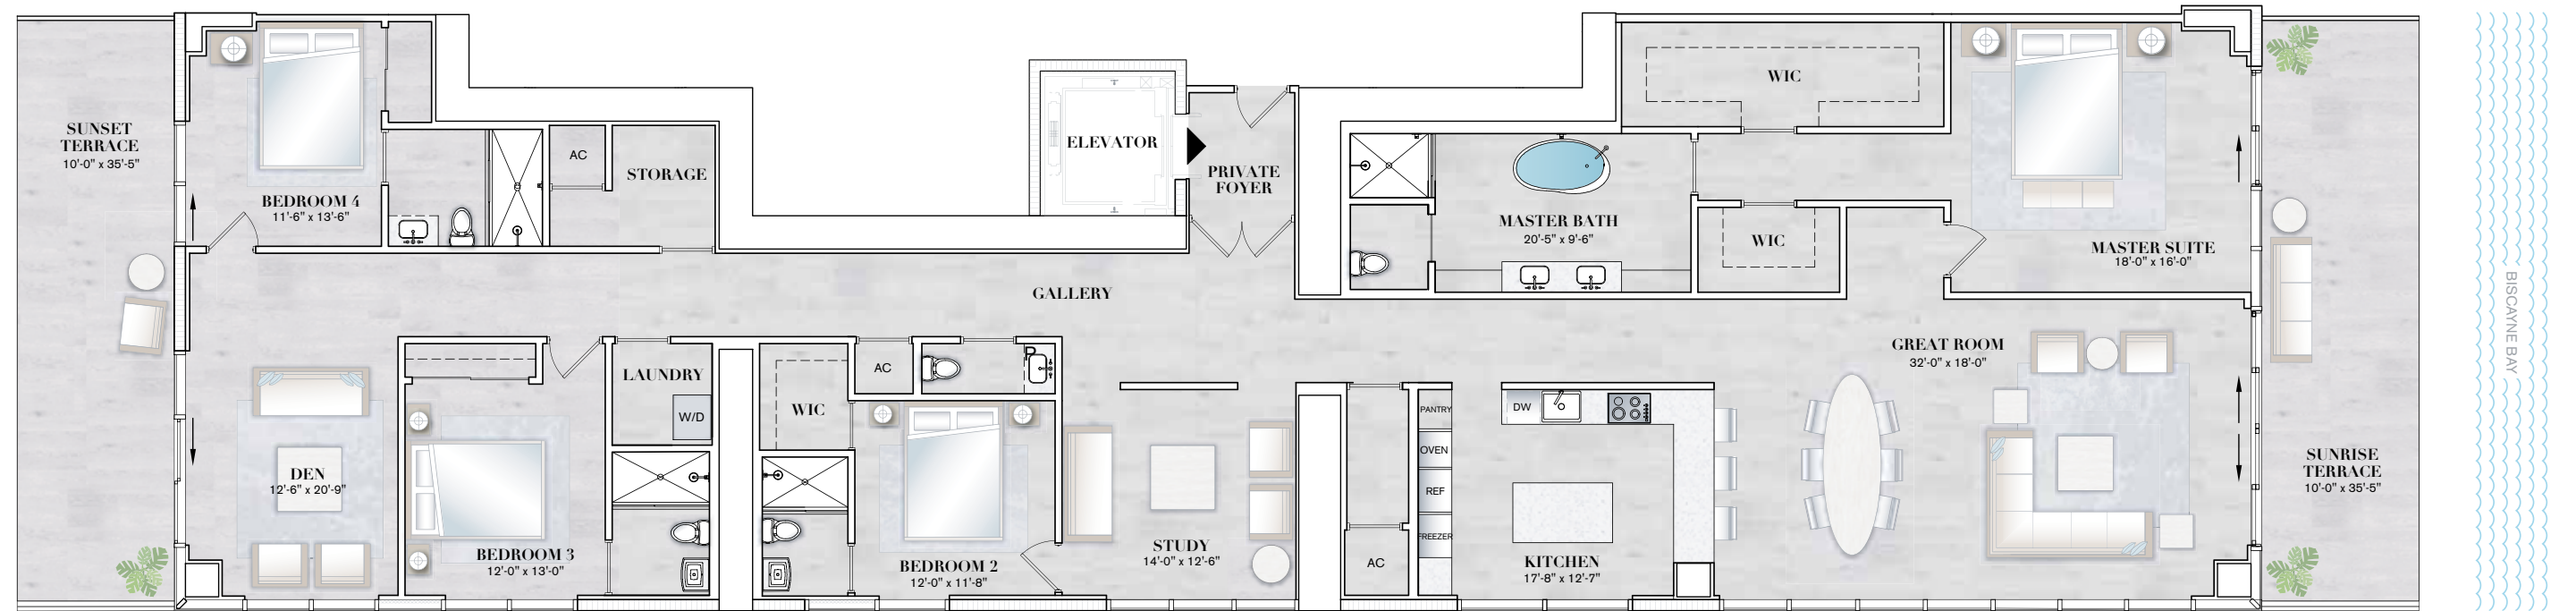 SUNSET
TERRACE
10'-0" x 35'-5"
BEDROOM 4
11'-6" x 13'-6"
AC
STORAGE
ELEVATOR
PRIVATE
FOYER
WIC
MASTER BATH
20'-5" x 9'-6"
WIC
MASTER SUITE
18'-0" x 16'-0"
BISCAYNE BAY
GALLERY
GREAT ROOM
32'-0" x 18'-0"
LAUNDRY
W/D
WIC
AC
PANTRY
OVEN
REF
FREEZER
DW
DEN
12'-6" x 20'-9"
BEDROOM 3
12'-0" x 13'-0"
BEDROOM 2
12'-0" x 11'-8"
STUDY
14'-0" x 12'-6"
AC
KITCHEN
17'-8" x 12'-7"
SUNRISE
TERRACE
10'-0" x 35'-5"